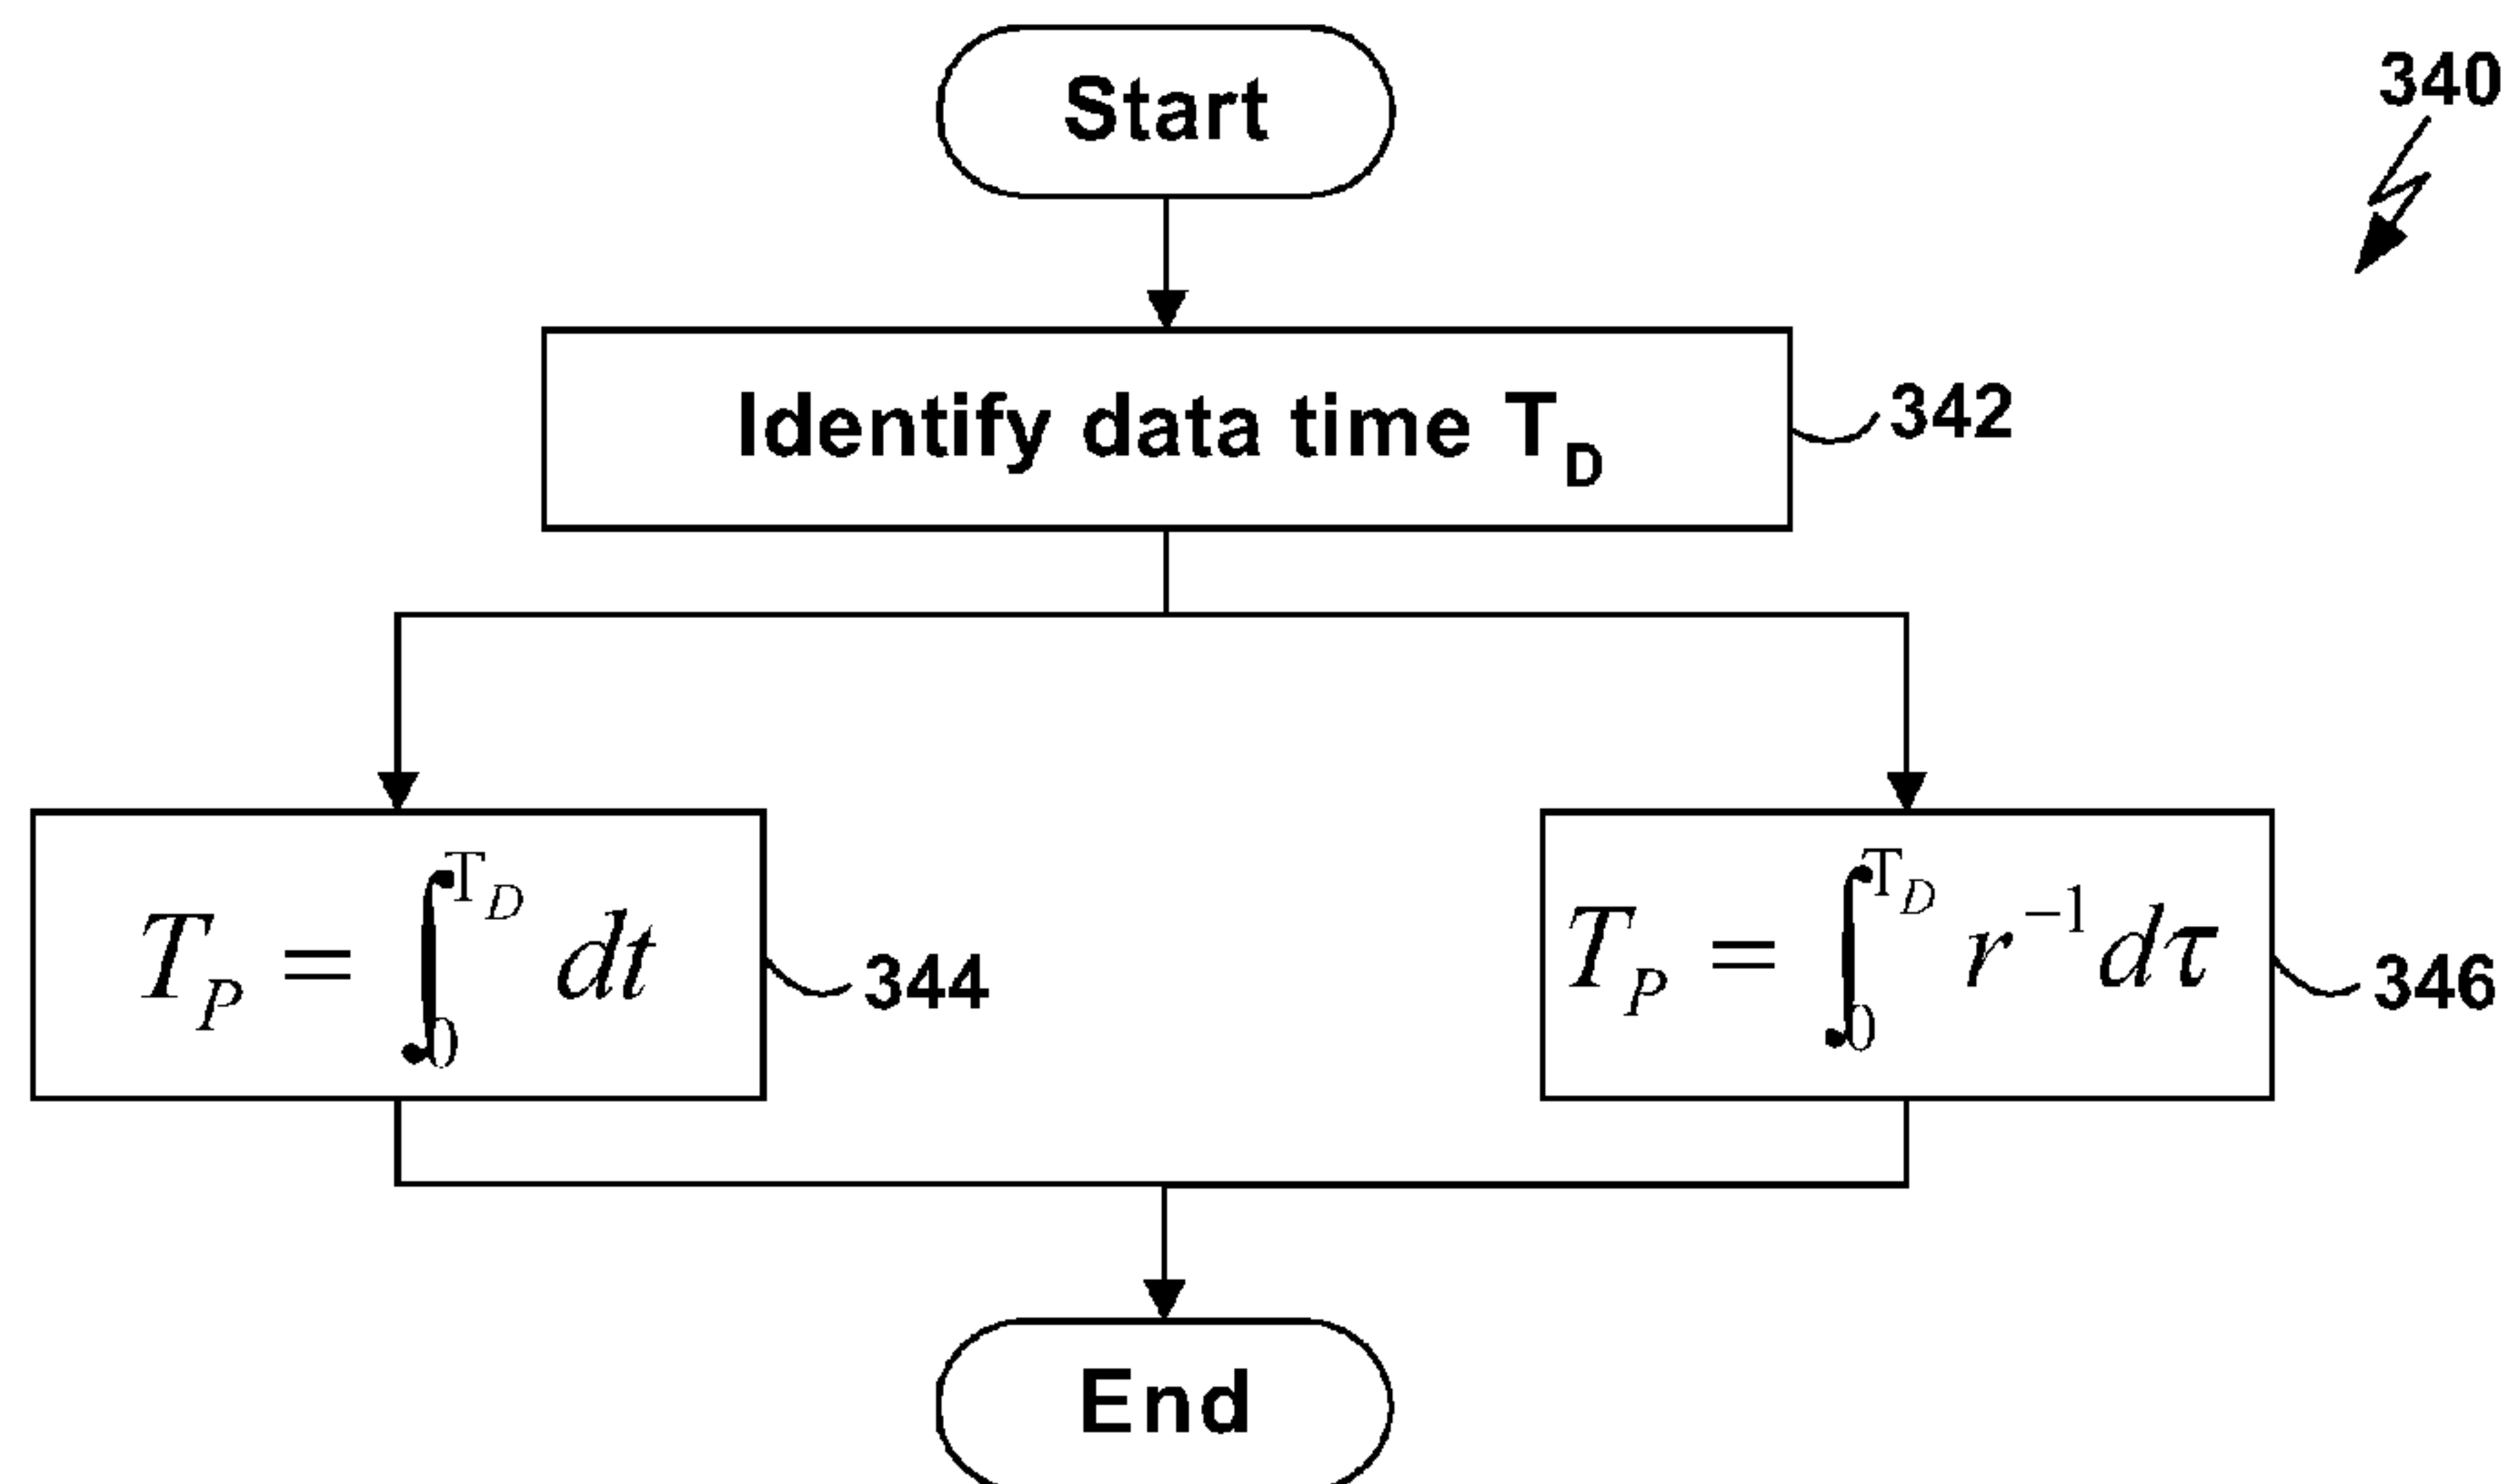 Start
340
Identify data time T_D
342
T_P = ∫_0^{T_D} dt
344
T_P = ∫_0^{T_D} r^{-1} dτ
346
End